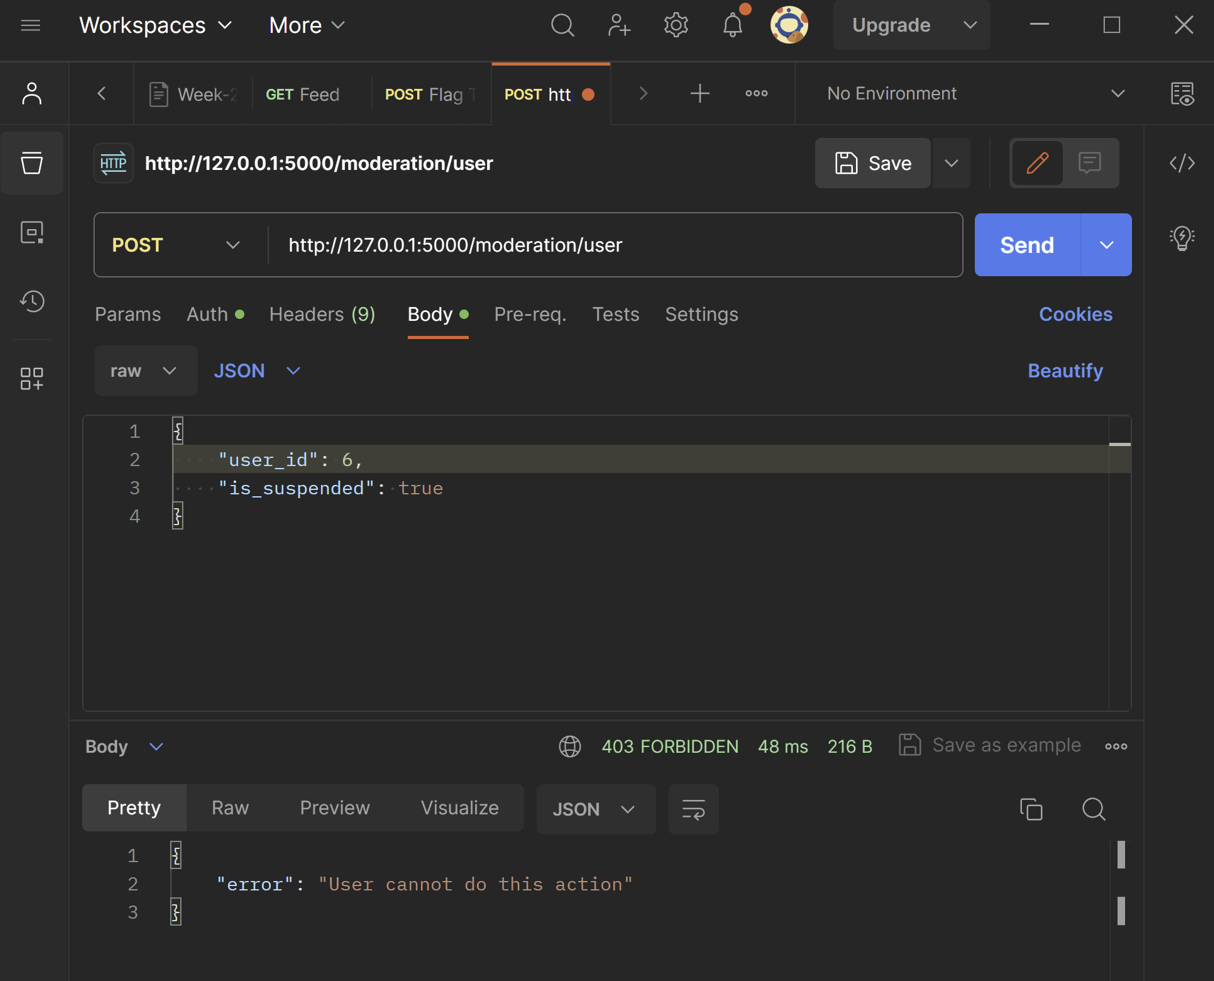 Workspaces More Upgrade
Week-2 GET Feed POST Flag T POST htt No Environment
HTTP http://127.0.0.1:5000/moderation/user Save
POST http://127.0.0.1:5000/moderation/user Send
Params Auth Headers (9) Body Pre-req. Tests Settings Cookies
raw JSON Beautify
1 {
2 "user_id": 6,
3 "is_suspended": true
4 }
Body 403 FORBIDDEN 48 ms 216 B Save as example
Pretty Raw Preview Visualize JSON
1 {
2 "error": "User cannot do this action"
3 }